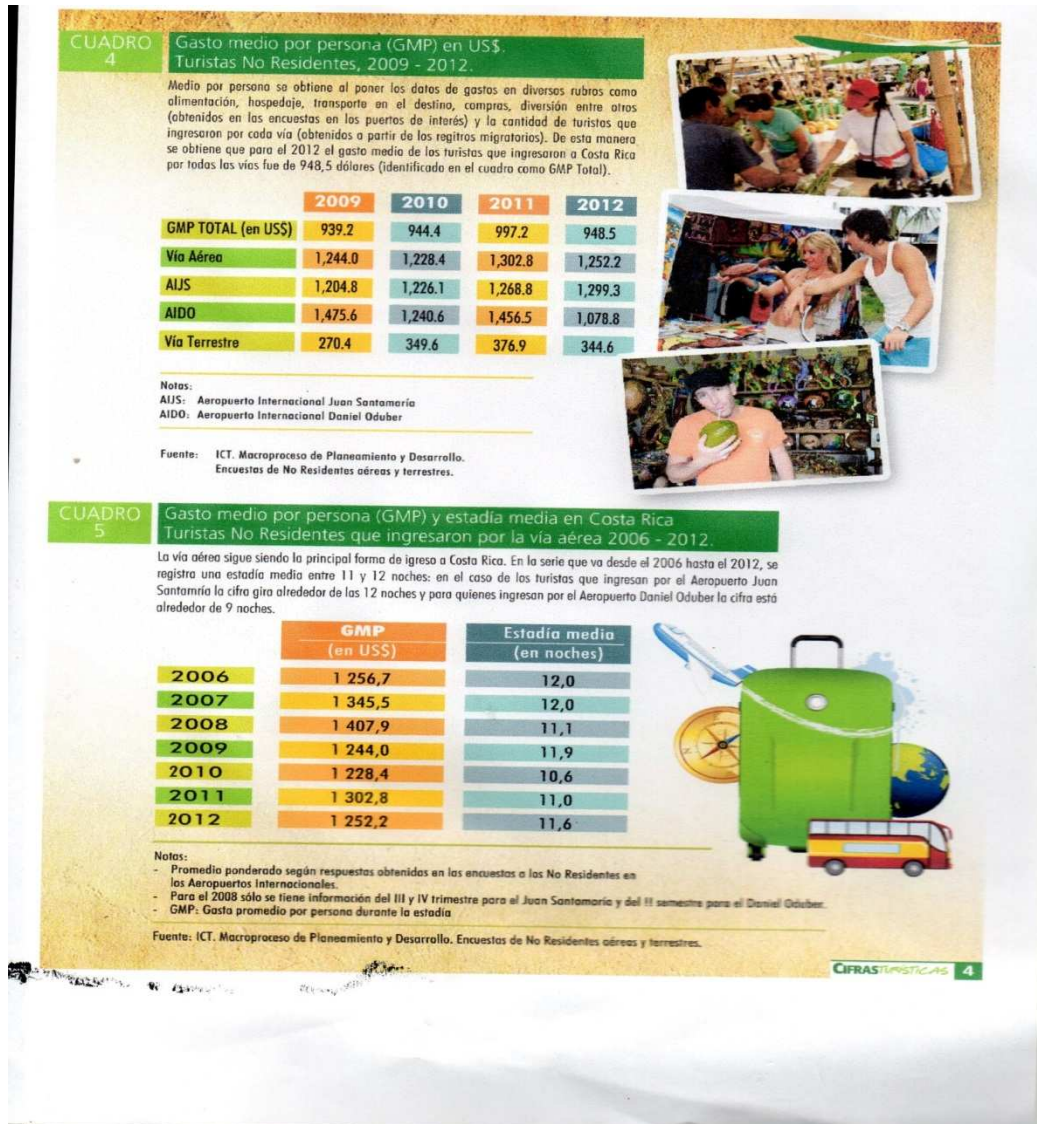 CUADRO
4
Gasto medio por persona (GMP) en US$.
Turistas No Residentes, 2009 - 2012.
Medio por persona se obtiene al poner los datos de gastos en diversos rubros como
alimentación, hospedaje, transporte en el destino, compras, diversión entre otros
(obtenidos en las encuestas en los puertos de interés) y la cantidad de turistas que
ingresaron por cada vía (obtenidos a partir de los regitros migratorios). De esta manera
se obtiene que para el 2012 el gasto medio de los turistas que ingresaron a Costa Rica
por todas las vías fue de 948,5 dólares (identificado en el cuadro como GMP Total).
2009 2010 2011 2012
GMP TOTAL (en US$) 939.2 944.4 997.2 948.5
Vía Aérea 1,244.0 1,228.4 1,302.8 1,252.2
AIJS 1,204.8 1,226.1 1,268.8 1,299.3
AIDO 1,475.6 1,240.6 1,456.5 1,078.8
Vía Terrestre 270.4 349.6 376.9 344.6
Notas:
AIJS: Aeropuerto Internacional Juan Santamaría
AIDO: Aeropuerto Internacional Daniel Oduber
Fuente: ICT. Macroproceso de Planeamiento y Desarrollo.
Encuestas de No Residentes aéreas y terrestres.
CUADRO
5
Gasto medio por persona (GMP) y estadía media en Costa Rica
Turistas No Residentes que ingresaron por la vía aérea 2006 - 2012.
La vía aérea sigue siendo la principal forma de igreso a Costa Rica. En la serie que va desde el 2006 hasta el 2012, se
registra una estadía media entre 11 y 12 noches: en el caso de los turistas que ingresan por el Aeropuerto Juan
Santamría la cifra gira alrededor de las 12 noches y para quienes ingresan por el Aeropuerto Daniel Oduber la cifra está
alrededor de 9 noches.
GMP Estadía media
(en US$) (en noches)
2006 1 256,7 12,0
2007 1 345,5 12,0
2008 1 407,9 11,1
2009 1 244,0 11,9
2010 1 228,4 10,6
2011 1 302,8 11,0
2012 1 252,2 11,6
Notas:
- Promedio ponderado según respuestas obtenidas en las encuestas a los No Residentes en
los Aeropuertos Internacionales.
- Para el 2008 sólo se tiene información del III y IV trimestre para el Juan Santamaría y del II semestre para el Daniel Oduber.
- GMP: Gasto promedio por persona durante la estadía
Fuente: ICT. Macroproceso de Planeamiento y Desarrollo. Encuestas de No Residentes aéreas y terrestres.
CIFRASTURÍSTICAS 4